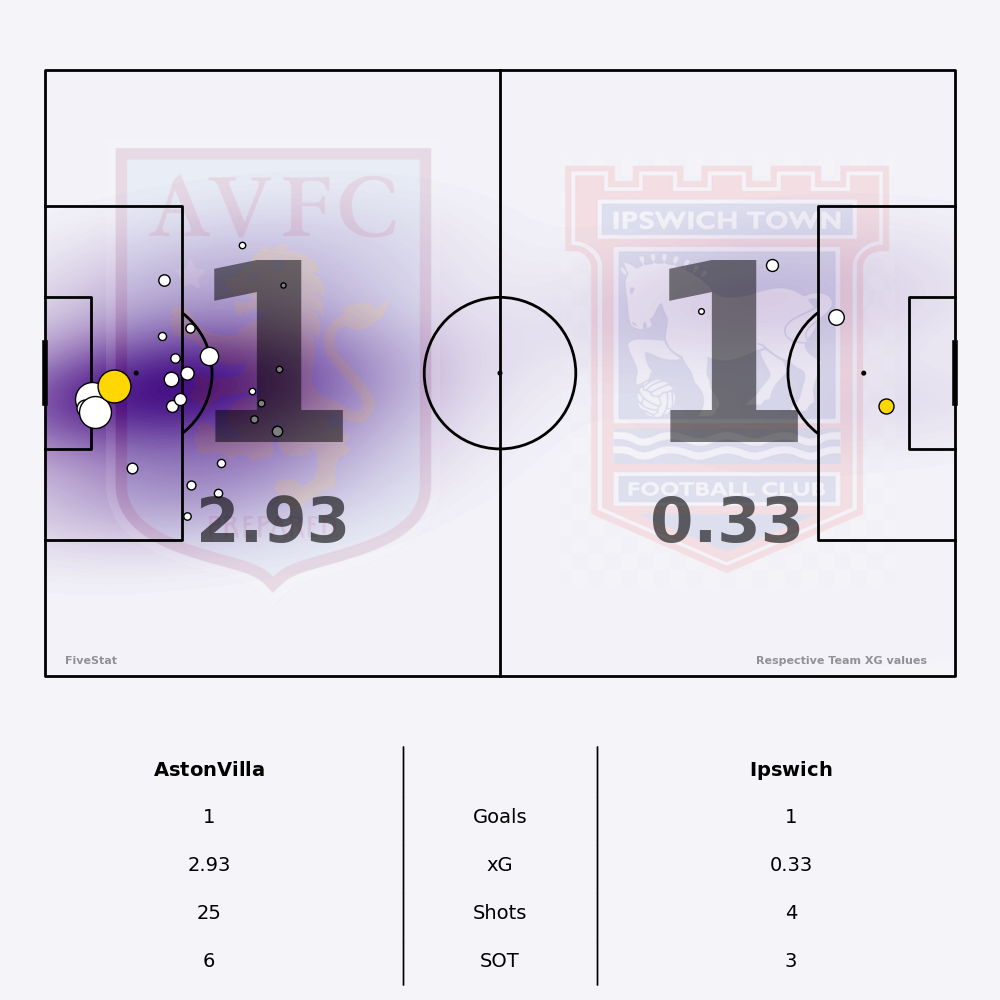 AVFC
IPSWICH TOWN
1
1
PREPARED
FOOTBALL CLUB
2.93
0.33
FiveStat
Respective Team XG values
AstonVilla
Ipswich
1
Goals
1
2.93
xG
0.33
25
Shots
4
6
SOT
3